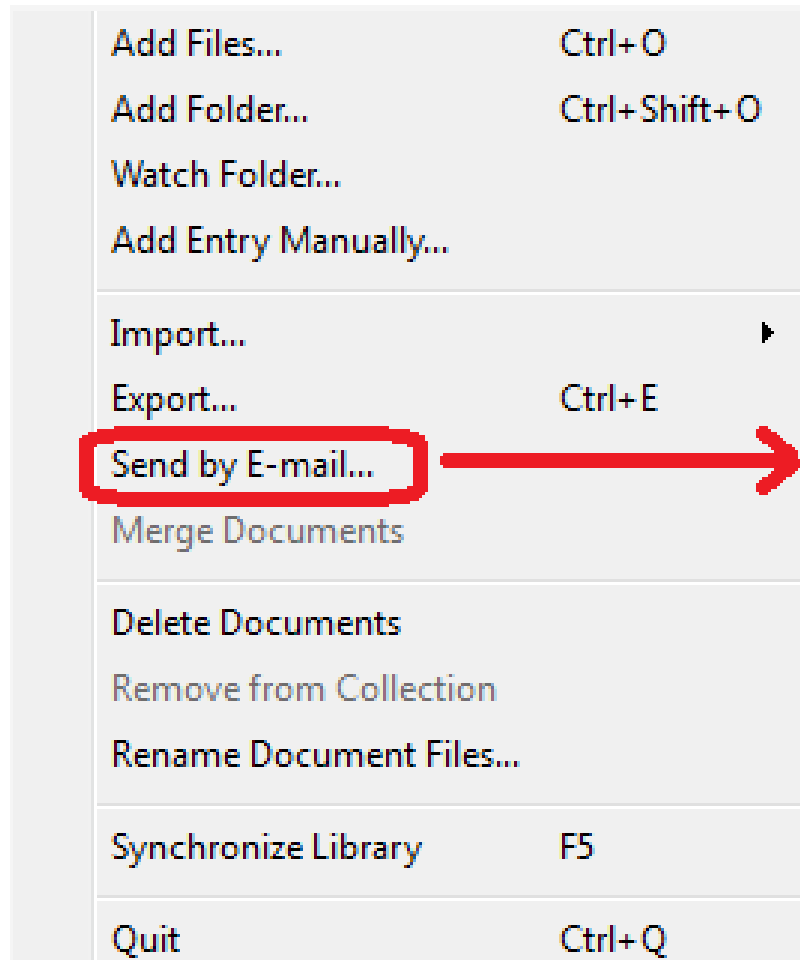 Add Files... Ctrl+O
Add Folder... Ctrl+Shift+O
Watch Folder...
Add Entry Manually...
Import...
Export... Ctrl+E
Send by E-mail...
Merge Documents
Delete Documents
Remove from Collection
Rename Document Files...
Synchronize Library F5
Quit Ctrl+Q